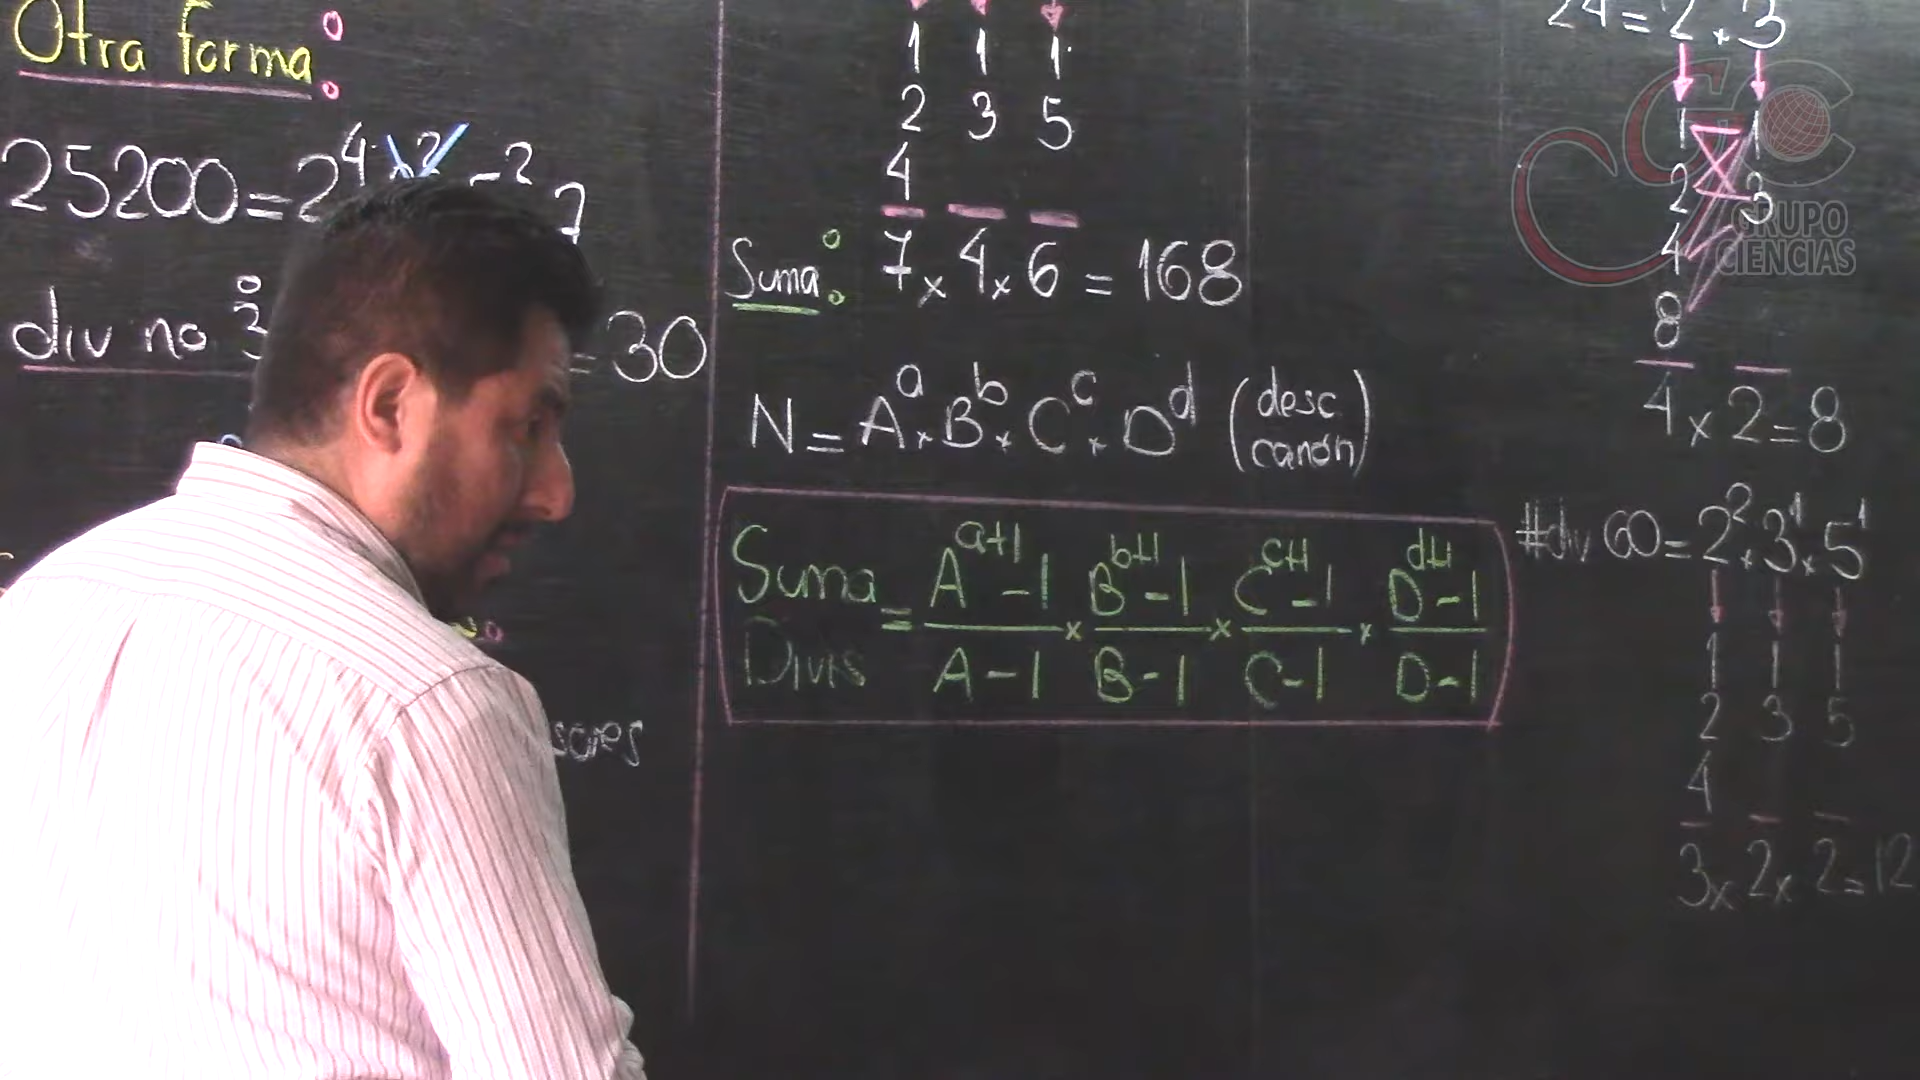 Otra forma:
25200=2⁴ ² 7
div no 3 =30
sores
1 1 1
2 3 5
4
Suma: 7×4×6=168
N=Aᵃ×Bᵇ×Cᶜ×Dᵈ (desc canón)
Suma Divis = A^(a+1)-1 / A-1 × B^(b+1)-1 / B-1 × C^(c+1)-1 / C-1 × D^(d+1)-1 / D-1
24=2×3
1 1
2 3
4
8
4×2=8
#div 60=2²×3¹×5¹
1 1 1
2 3 5
4
3×2×2=12
GRUPO
CIENCIAS